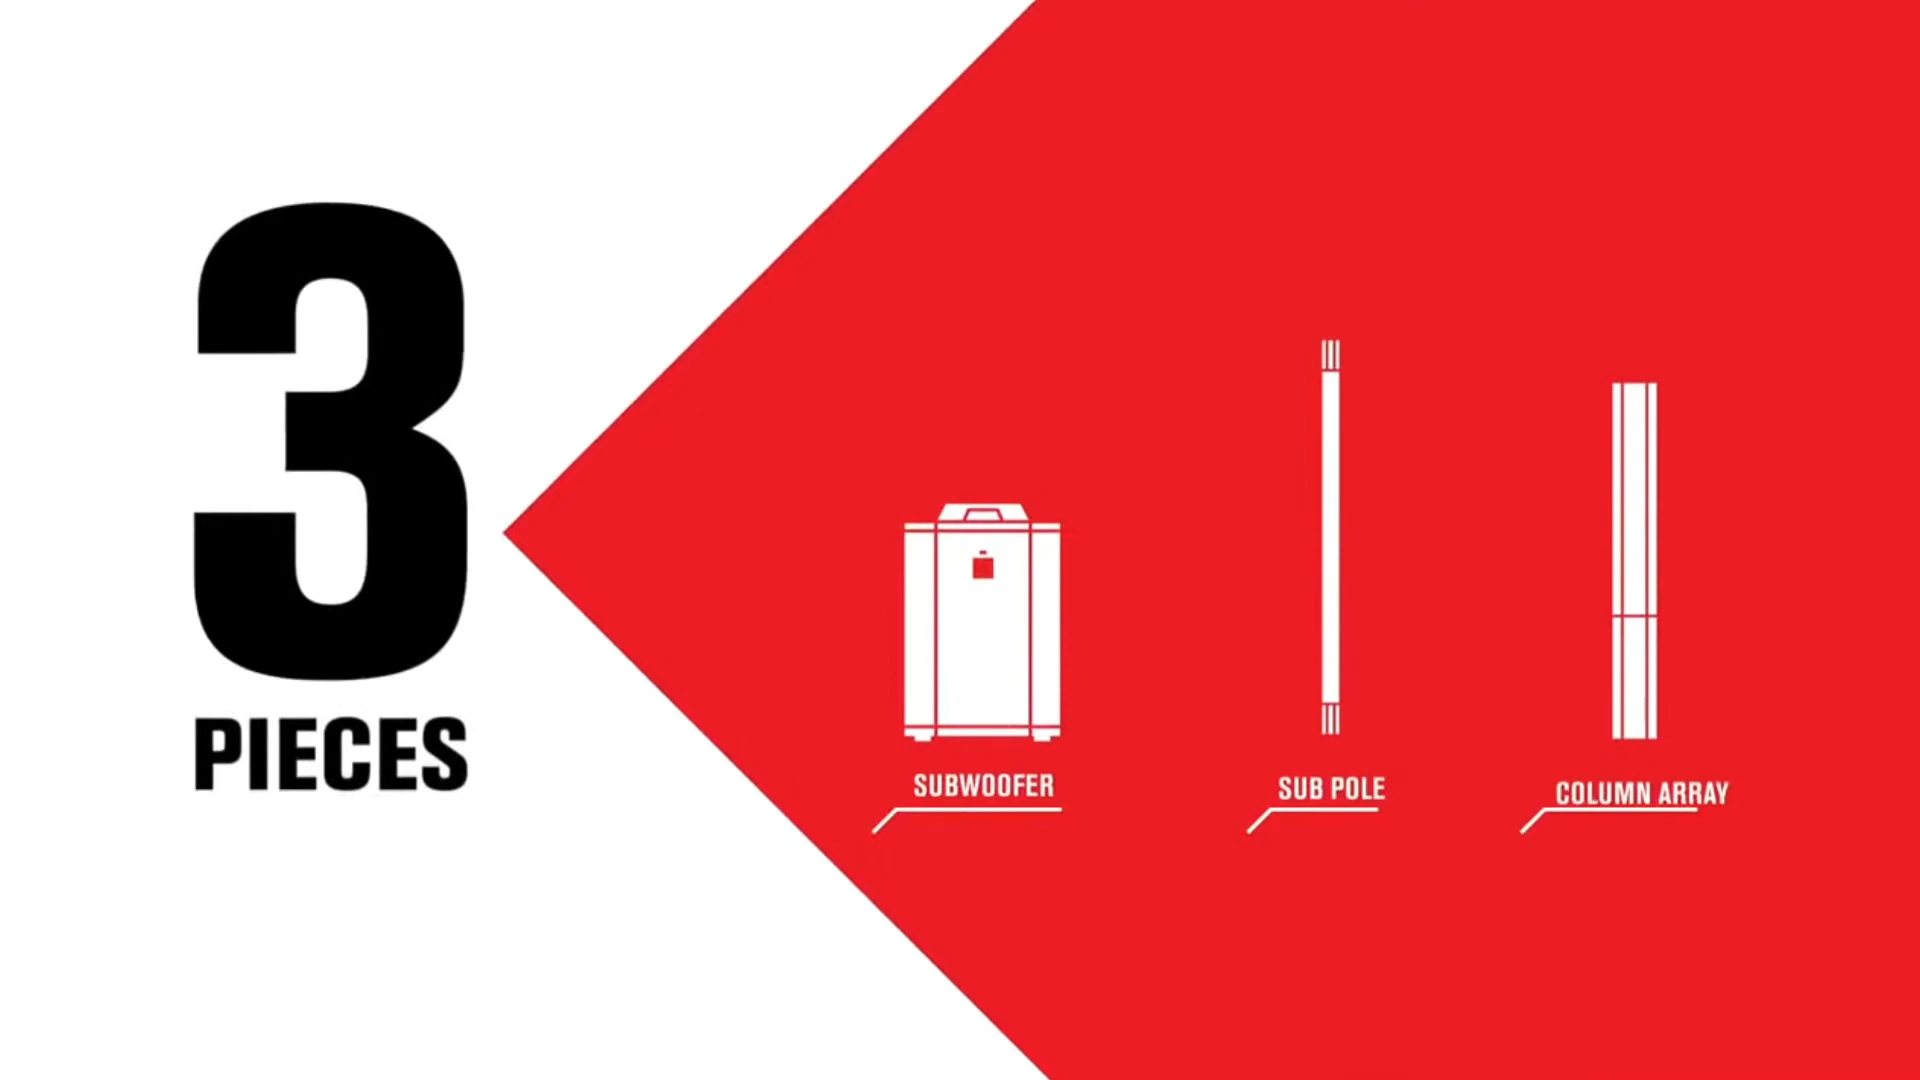 3
PIECES
SUBWOOFER
SUB POLE
COLUMN ARRAY